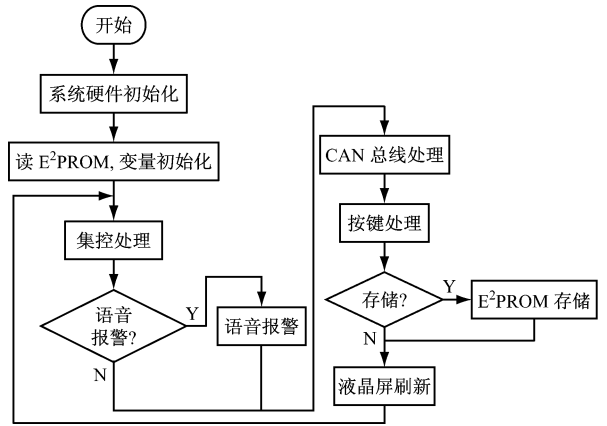 开始
系统硬件初始化
读 E²PROM, 变量初始化
集控处理
语音
报警?
Y
N
语音报警
CAN 总线处理
按键处理
存储?
Y
N
E²PROM 存储
液晶屏刷新